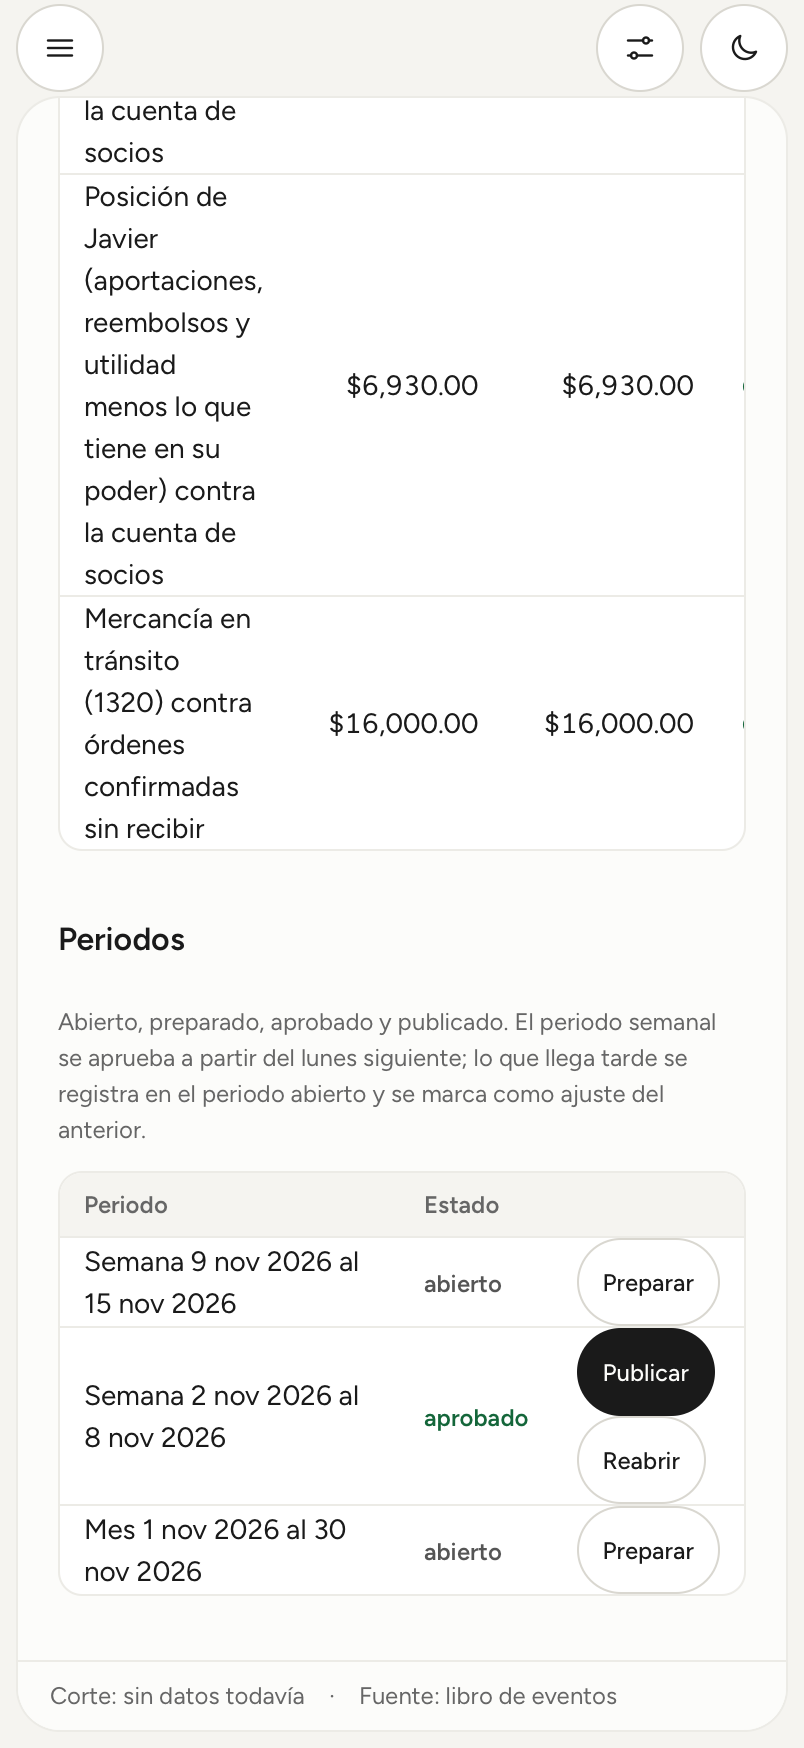 la cuenta de
socios
Posición de
Javier
(aportaciones,
reembolsos y
utilidad
menos lo que
tiene en su
poder) contra
la cuenta de
socios
$6,930.00
$6,930.00
Mercancía en
tránsito
(1320) contra
órdenes
confirmadas
sin recibir
$16,000.00
$16,000.00
Periodos
Abierto, preparado, aprobado y publicado. El periodo semanal
se aprueba a partir del lunes siguiente; lo que llega tarde se
registra en el periodo abierto y se marca como ajuste del
anterior.
Periodo
Estado
Semana 9 nov 2026 al
15 nov 2026
abierto
Preparar
Semana 2 nov 2026 al
8 nov 2026
aprobado
Publicar
Reabrir
Mes 1 nov 2026 al 30
nov 2026
abierto
Preparar
Corte: sin datos todavía · Fuente: libro de eventos